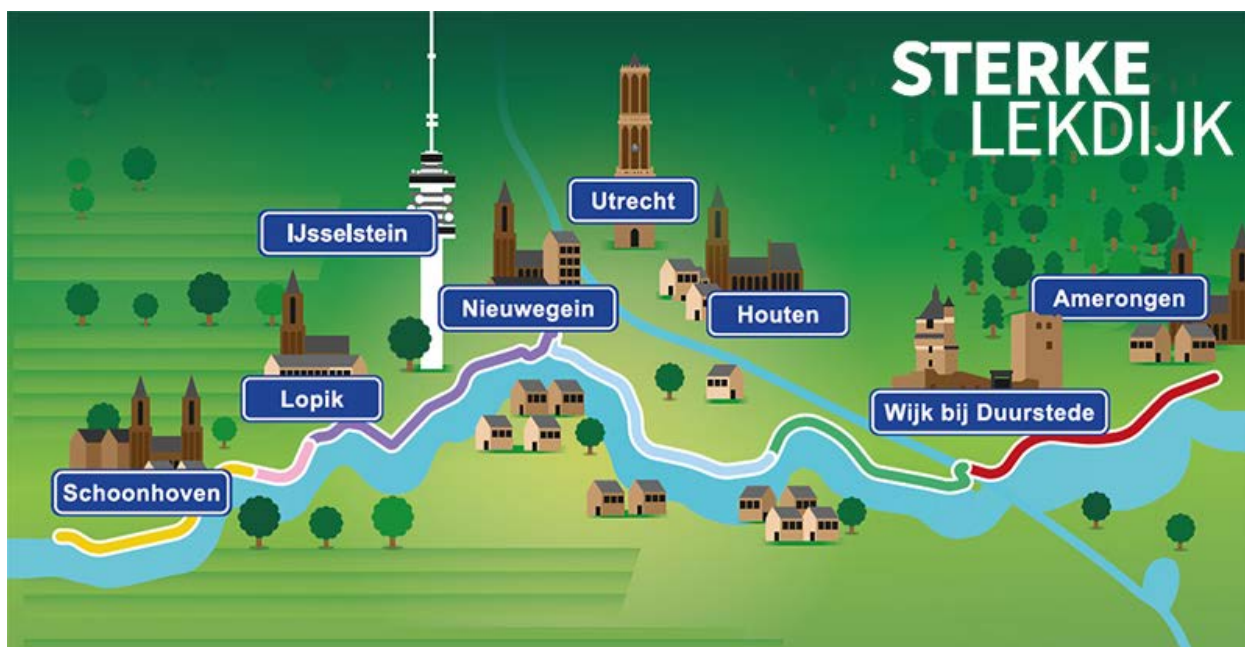 STERKE
LEKDIJK
Utrecht
IJsselstein
Nieuwegein
Houten
Amerongen
Lopik
Wijk bij Duurstede
Schoonhoven